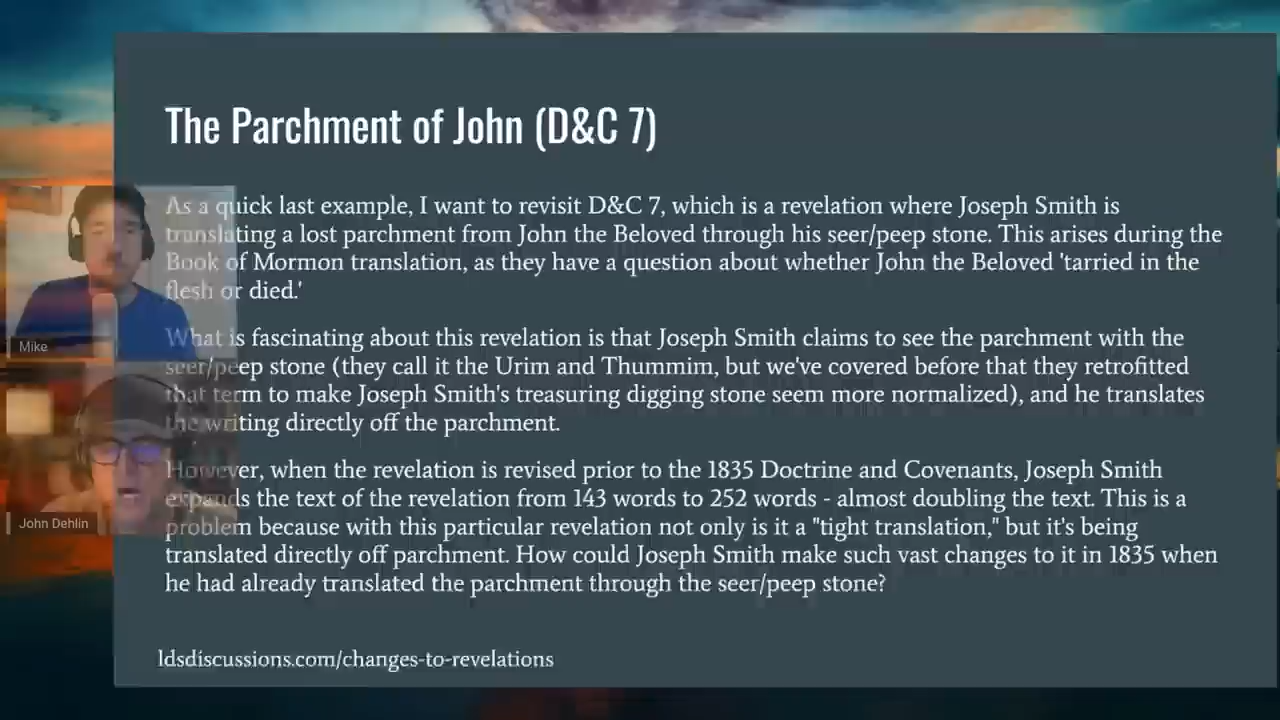 The Parchment of John (D&C 7)
As a quick last example, I want to revisit D&C 7, which is a revelation where Joseph Smith is
translating a lost parchment from John the Beloved through his seer/peep stone. This arises during the
Book of Mormon translation, as they have a question about whether John the Beloved 'tarried in the
flesh or died.'
What is fascinating about this revelation is that Joseph Smith claims to see the parchment with the
seer/peep stone (they call it the Urim and Thummim, but we've covered before that they retrofitted
that term to make Joseph Smith's treasuring digging stone seem more normalized), and he translates
the writing directly off the parchment.
However, when the revelation is revised prior to the 1835 Doctrine and Covenants, Joseph Smith
expands the text of the revelation from 143 words to 252 words - almost doubling the text. This is a
problem because with this particular revelation not only is it a "tight translation," but it's being
translated directly off parchment. How could Joseph Smith make such vast changes to it in 1835 when
he had already translated the parchment through the seer/peep stone?
ldsdiscussions.com/changes-to-revelations
Mike
John Dehlin